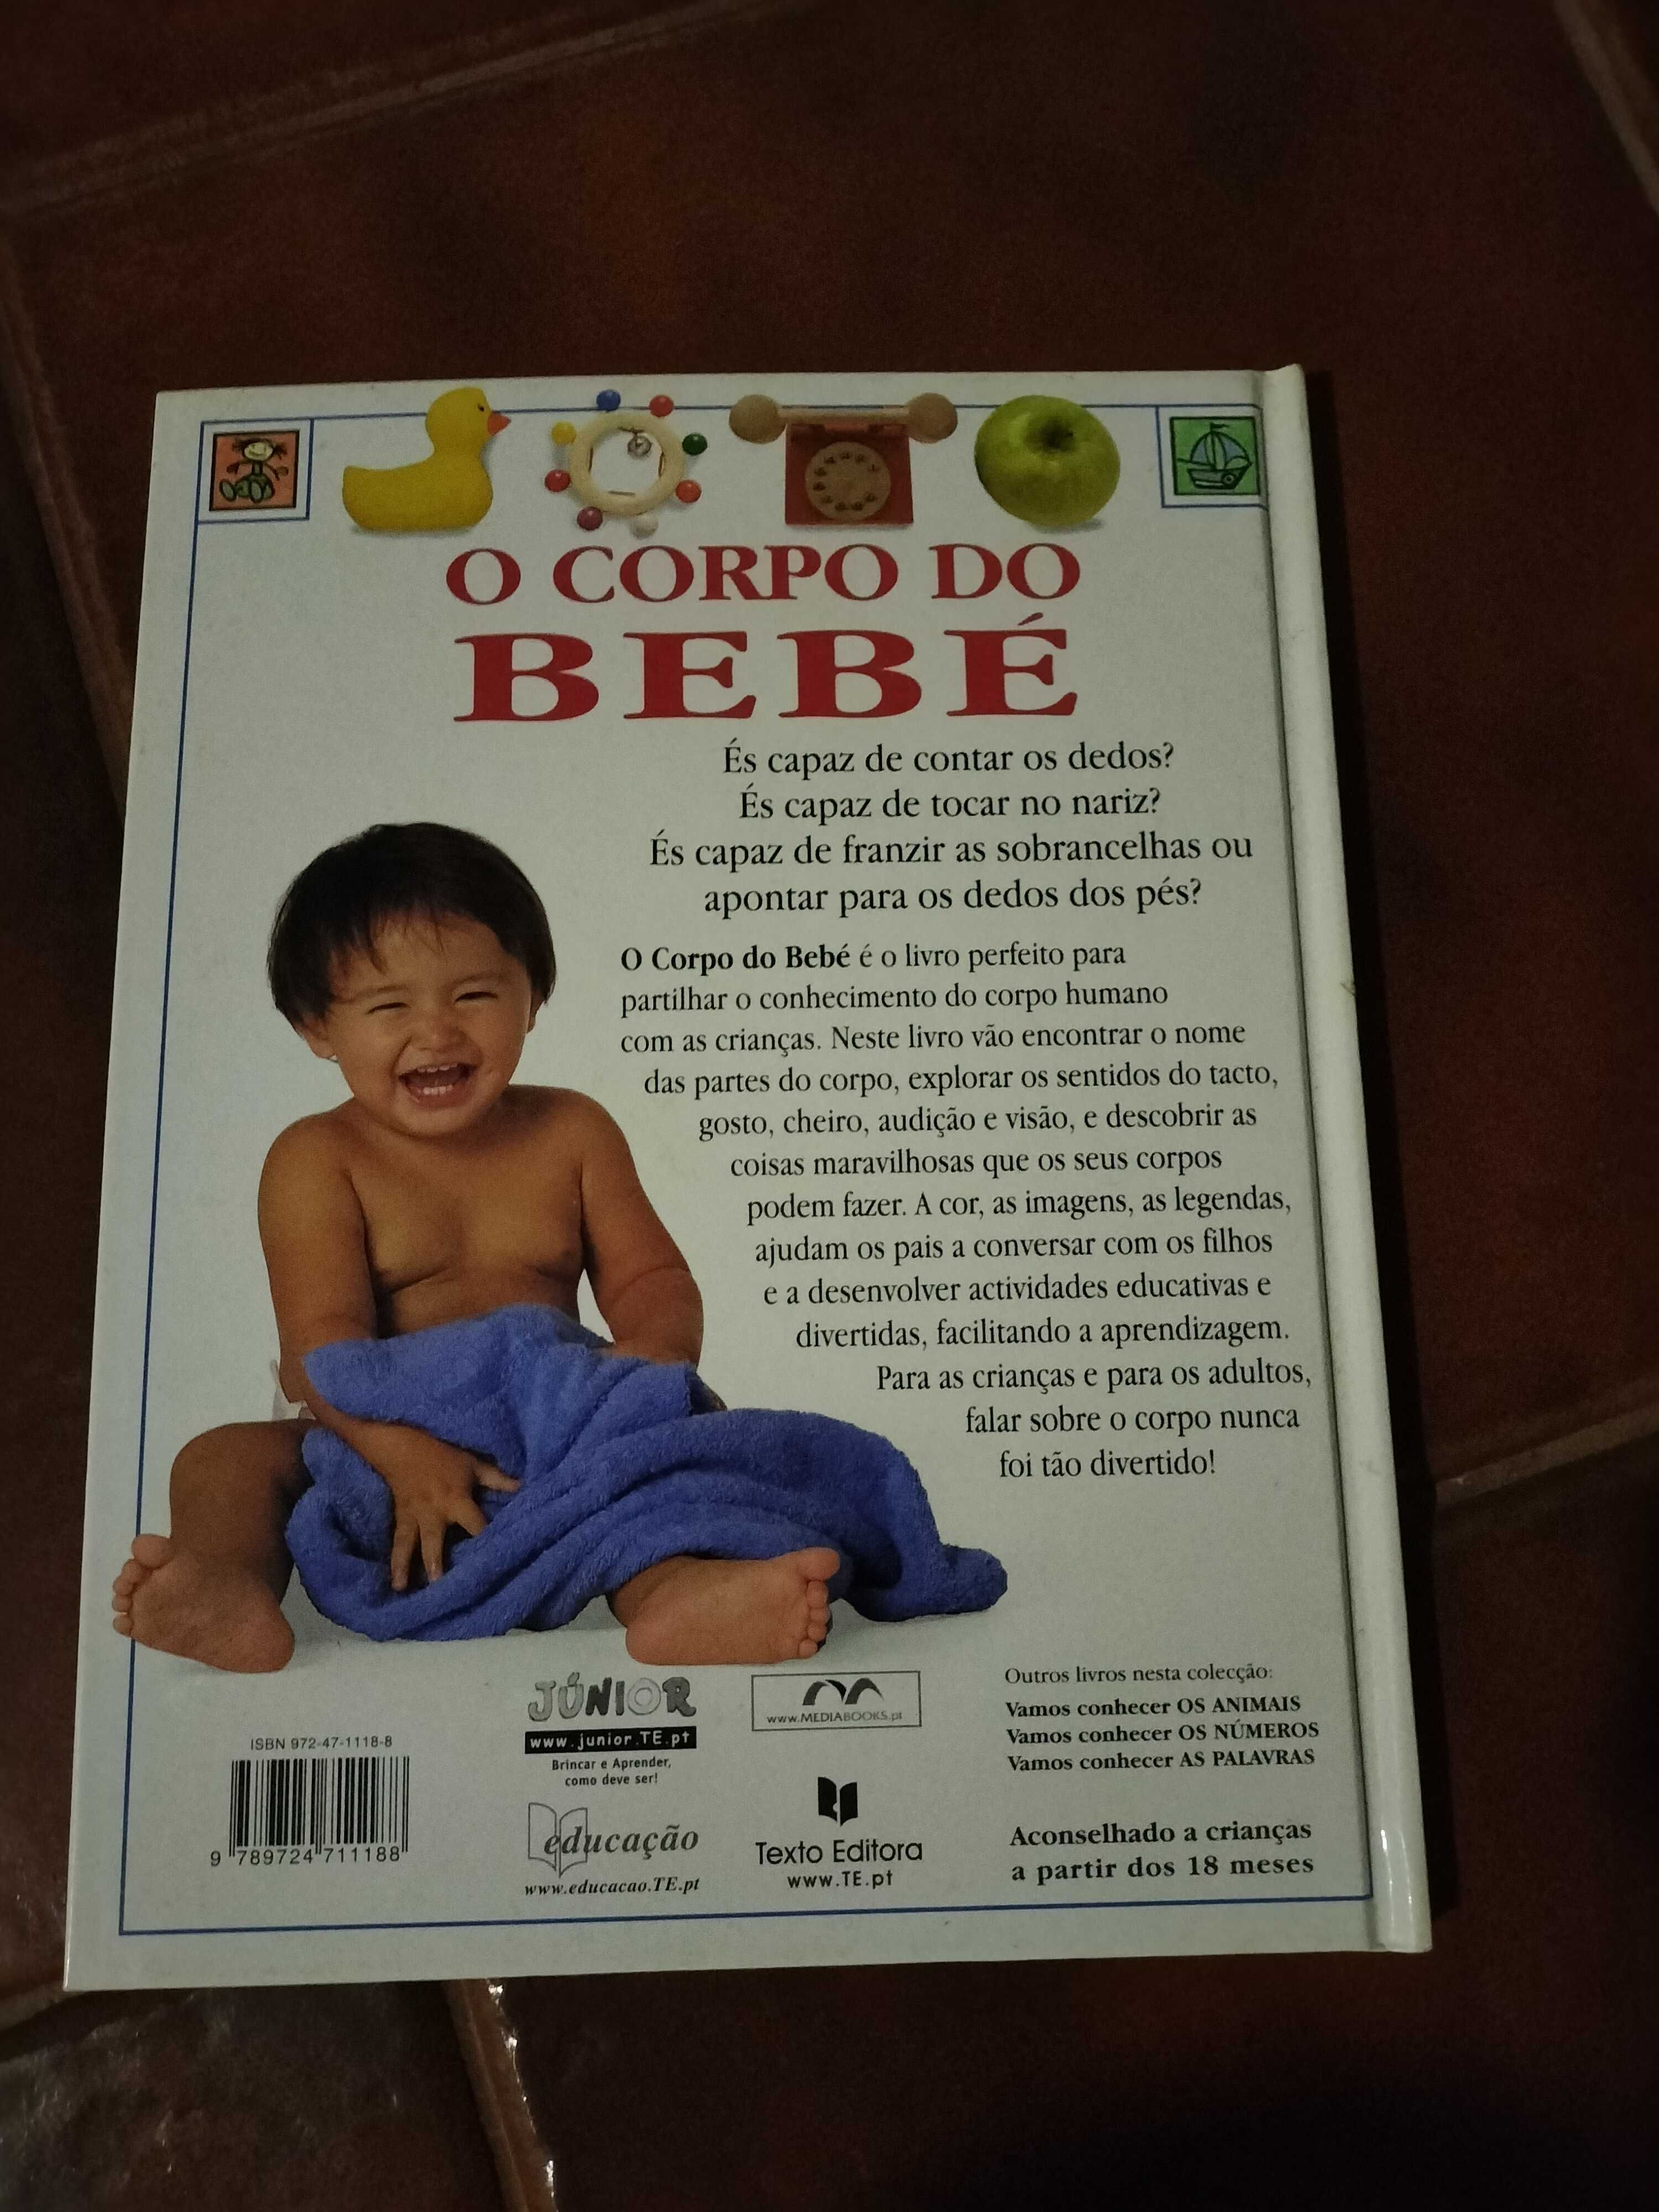 O CORPO DO
BEBÉ
És capaz de contar os dedos?
És capaz de tocar no nariz?
És capaz de franzir as sobrancelhas ou
apontar para os dedos dos pés?
O Corpo do Bebé é o livro perfeito para
partilhar o conhecimento do corpo humano
com as crianças. Neste livro vão encontrar o nome
das partes do corpo, explorar os sentidos do tacto,
gosto, cheiro, audição e visão, e descobrir as
coisas maravilhosas que os seus corpos
podem fazer. A cor, as imagens, as legendas,
ajudam os pais a conversar com os filhos
e a desenvolver actividades educativas e
divertidas, facilitando a aprendizagem.
Para as crianças e para os adultos,
falar sobre o corpo nunca
foi tão divertido!
ISBN 972-47-1118-8
9 789724 711188
JÚNIOR
www.junior.TE.pt
Brincar e Aprender,
como deve ser!
educação
www.educacao.TE.pt
www.MEDIABOOKS.pt
Texto Editora
www.TE.pt
Outros livros nesta colecção:
Vamos conhecer OS ANIMAIS
Vamos conhecer OS NÚMEROS
Vamos conhecer AS PALAVRAS
Aconselhado a crianças
a partir dos 18 meses